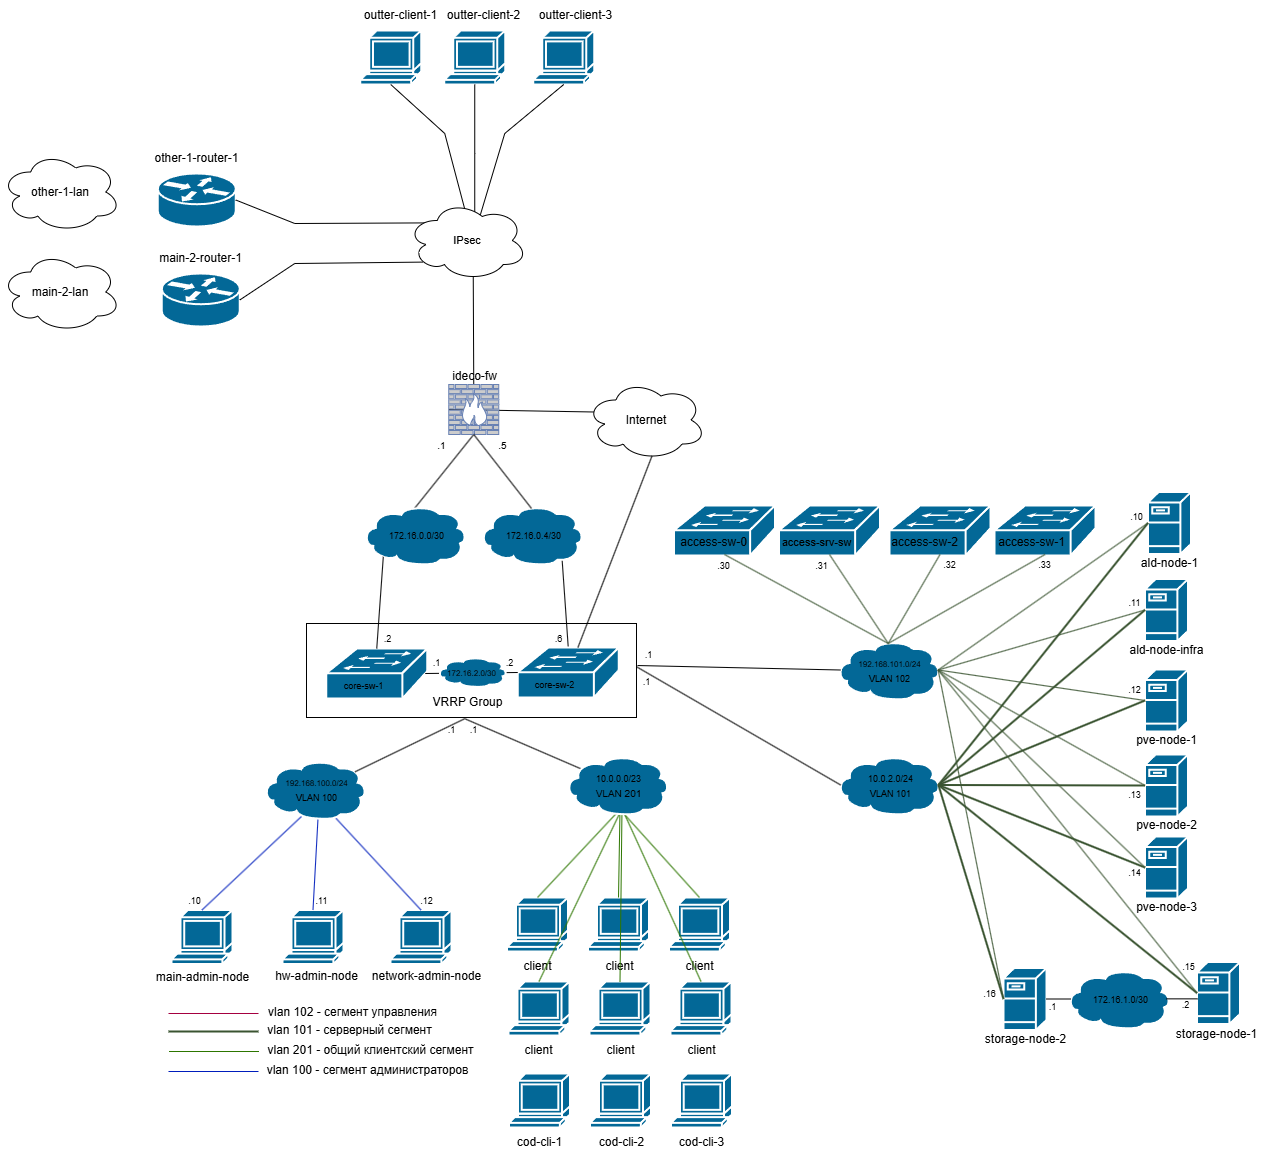 outter-client-1
outter-client-2
outter-client-3
other-1-router-1
other-1-lan
IPsec
main-2-router-1
main-2-lan
ideco-fw
Internet
.1
.5
172.16.0.0/30
172.16.0.4/30
access-sw-0
access-srv-sw
access-sw-2
access-sw-1
.30
.31
.32
.33
.10
ald-node-1
.11
ald-node-infra
.2
.6
.1
.2
core-sw-1
172.16.2.0/30
core-sw-2
VRRP Group
.1
.1
192.168.101.0/24
VLAN 102
.12
pve-node-1
.1
.1
192.168.100.0/24
VLAN 100
10.0.0.0/23
VLAN 201
10.0.2.0/24
VLAN 101
.13
pve-node-2
.14
pve-node-3
.10
.11
.12
main-admin-node
hw-admin-node
network-admin-node
client
client
client
.15
.16
.1
172.16.1.0/30
.2
storage-node-2
storage-node-1
client
client
client
vlan 102 - сегмент управления
vlan 101 - серверный сегмент
vlan 201 - общий клиентский сегмент
vlan 100 - сегмент администраторов
cod-cli-1
cod-cli-2
cod-cli-3